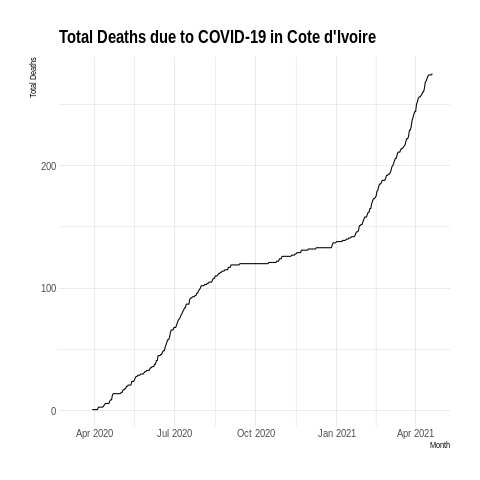 Total Deaths due to COVID-19 in Cote d'Ivoire
Total Deaths
200
100
0
Apr 2020 Jul 2020 Oct 2020 Jan 2021 Apr 2021
Month